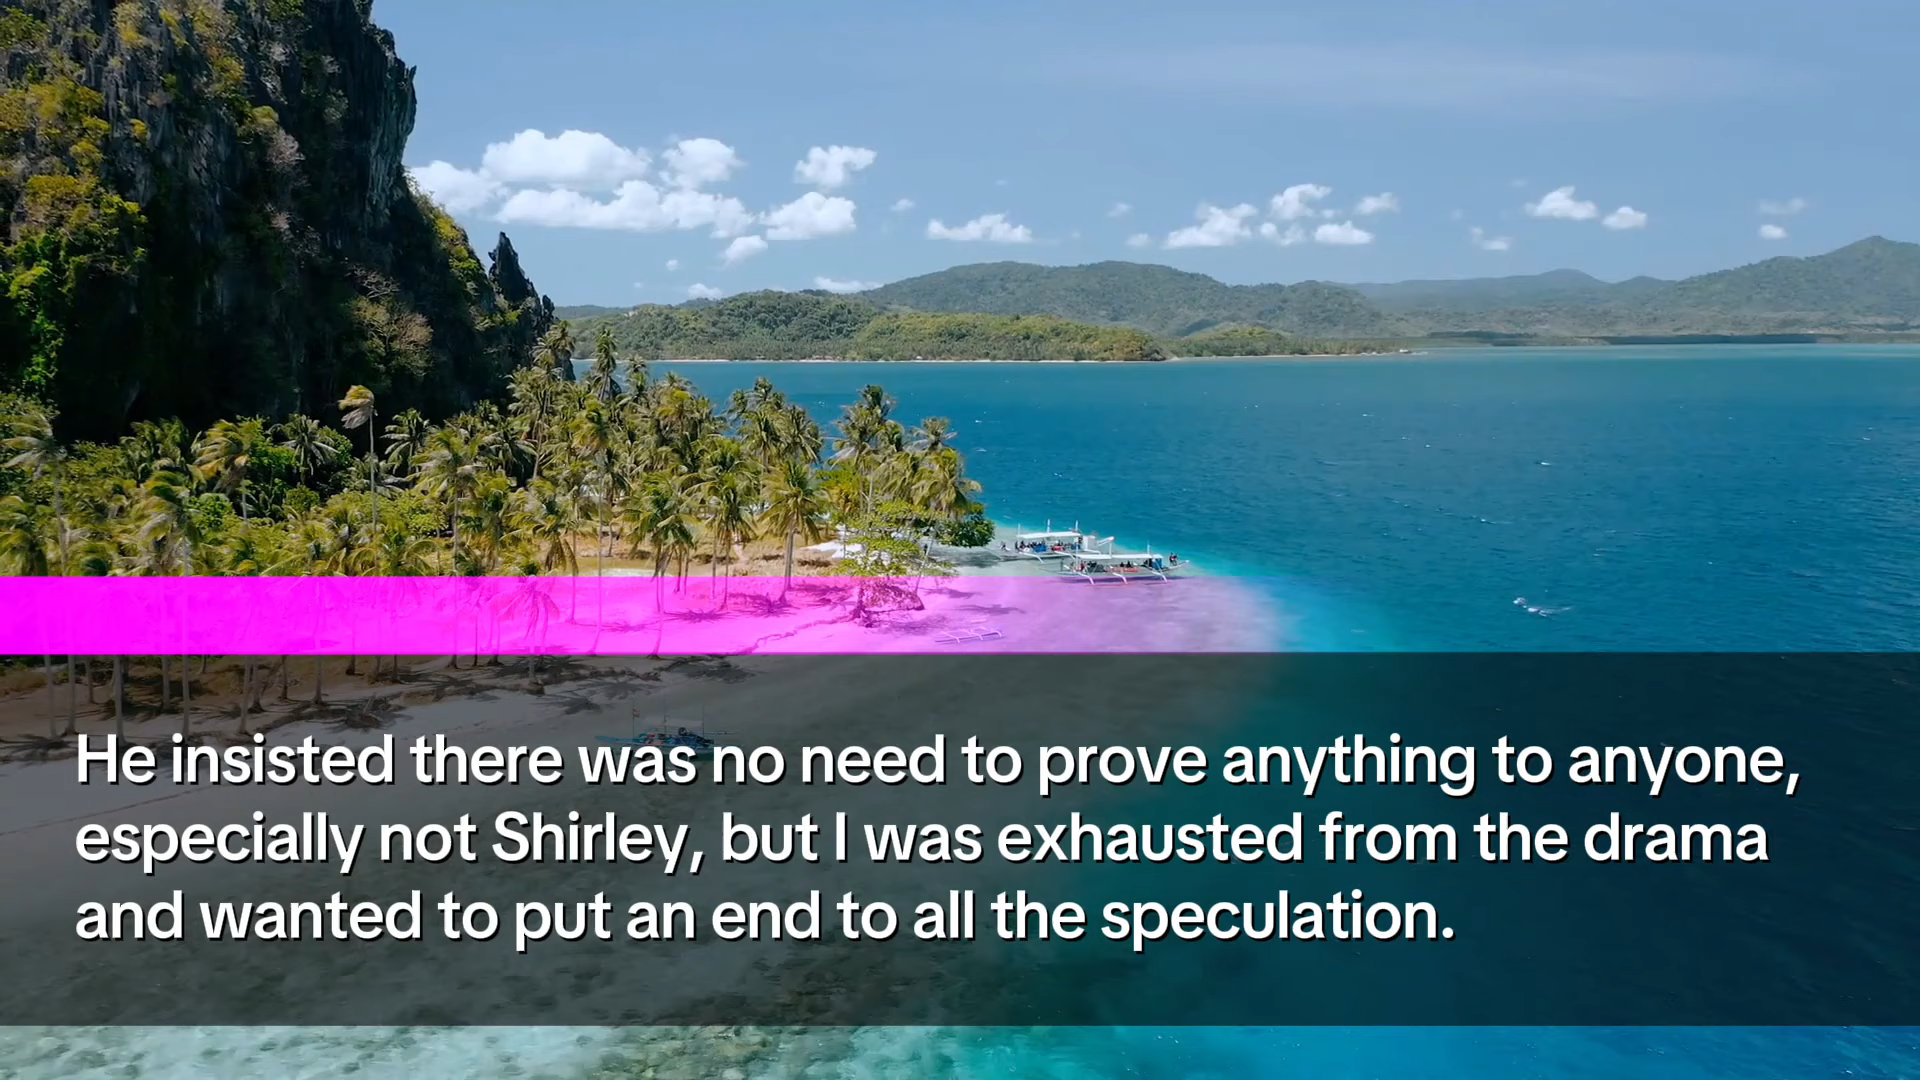 He insisted there was no need to prove anything to anyone,
especially not Shirley, but I was exhausted from the drama
and wanted to put an end to all the speculation.